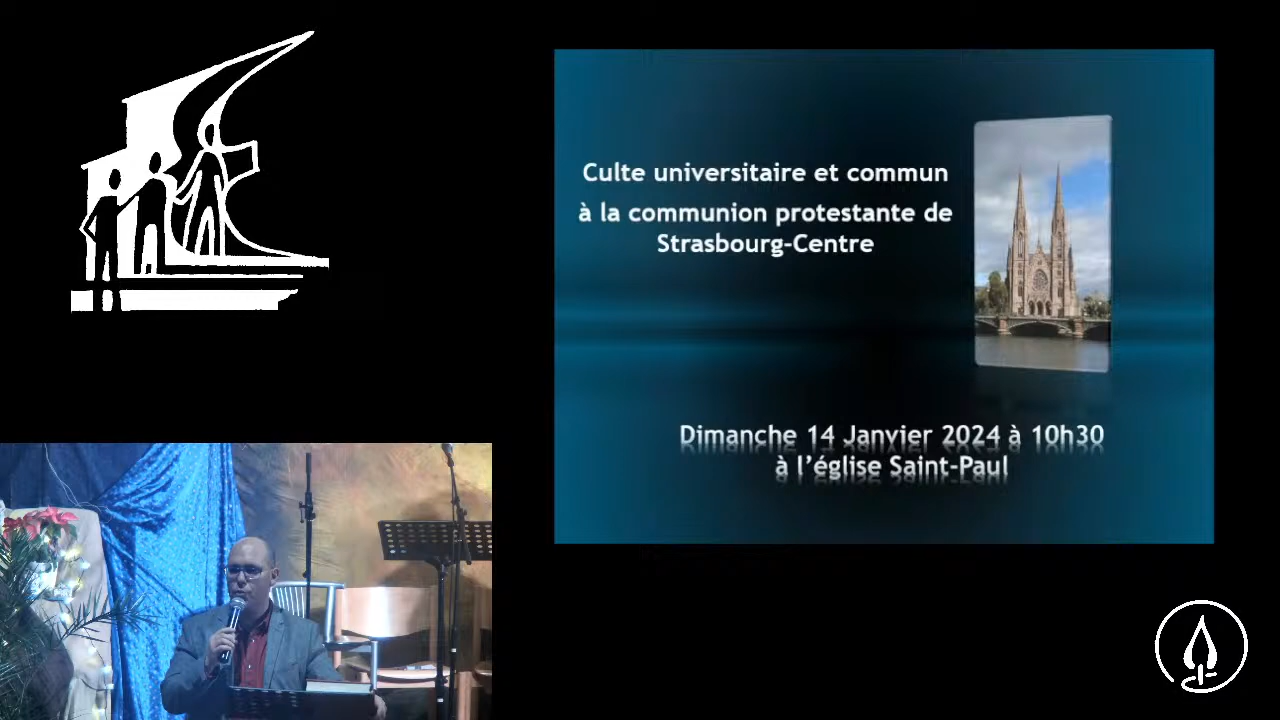 Culte universitaire et commun
à la communion protestante de
Strasbourg-Centre
Dimanche 14 Janvier 2024 à 10h30
à l'église Saint-Paul